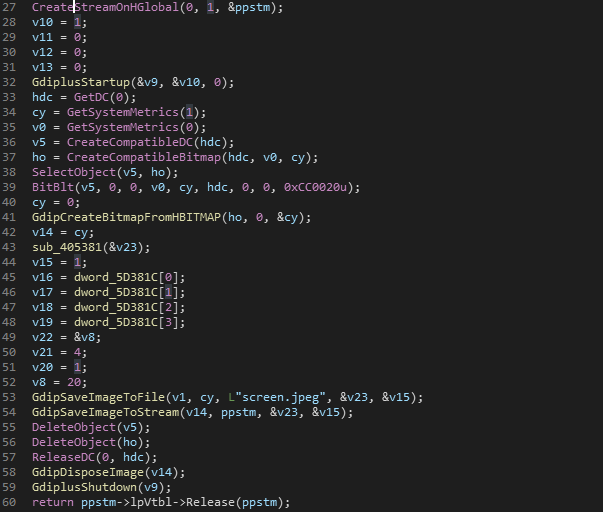 27 CreateStreamOnHGlobal(0, 1, &ppstm);
28 v10 = 1;
29 v11 = 0;
30 v12 = 0;
31 v13 = 0;
32 GdiplusStartup(&v9, &v10, 0);
33 hdc = GetDC(0);
34 cy = GetSystemMetrics(1);
35 v0 = GetSystemMetrics(0);
36 v5 = CreateCompatibleDC(hdc);
37 ho = CreateCompatibleBitmap(hdc, v0, cy);
38 SelectObject(v5, ho);
39 BitBlt(v5, 0, 0, v0, cy, hdc, 0, 0, 0xCC0020u);
40 cy = 0;
41 GdipCreateBitmapFromHBITMAP(ho, 0, &cy);
42 v14 = cy;
43 sub_405381(&v23);
44 v15 = 1;
45 v16 = dword_5D381C[0];
46 v17 = dword_5D381C[1];
47 v18 = dword_5D381C[2];
48 v19 = dword_5D381C[3];
49 v22 = &v8;
50 v21 = 4;
51 v20 = 1;
52 v8 = 20;
53 GdipSaveImageToFile(v1, cy, L"screen.jpeg", &v23, &v15);
54 GdipSaveImageToStream(v14, ppstm, &v23, &v15);
55 DeleteObject(v5);
56 DeleteObject(ho);
57 ReleaseDC(0, hdc);
58 GdipDisposeImage(v14);
59 GdiplusShutdown(v9);
60 return ppstm->lpVtbl->Release(ppstm);